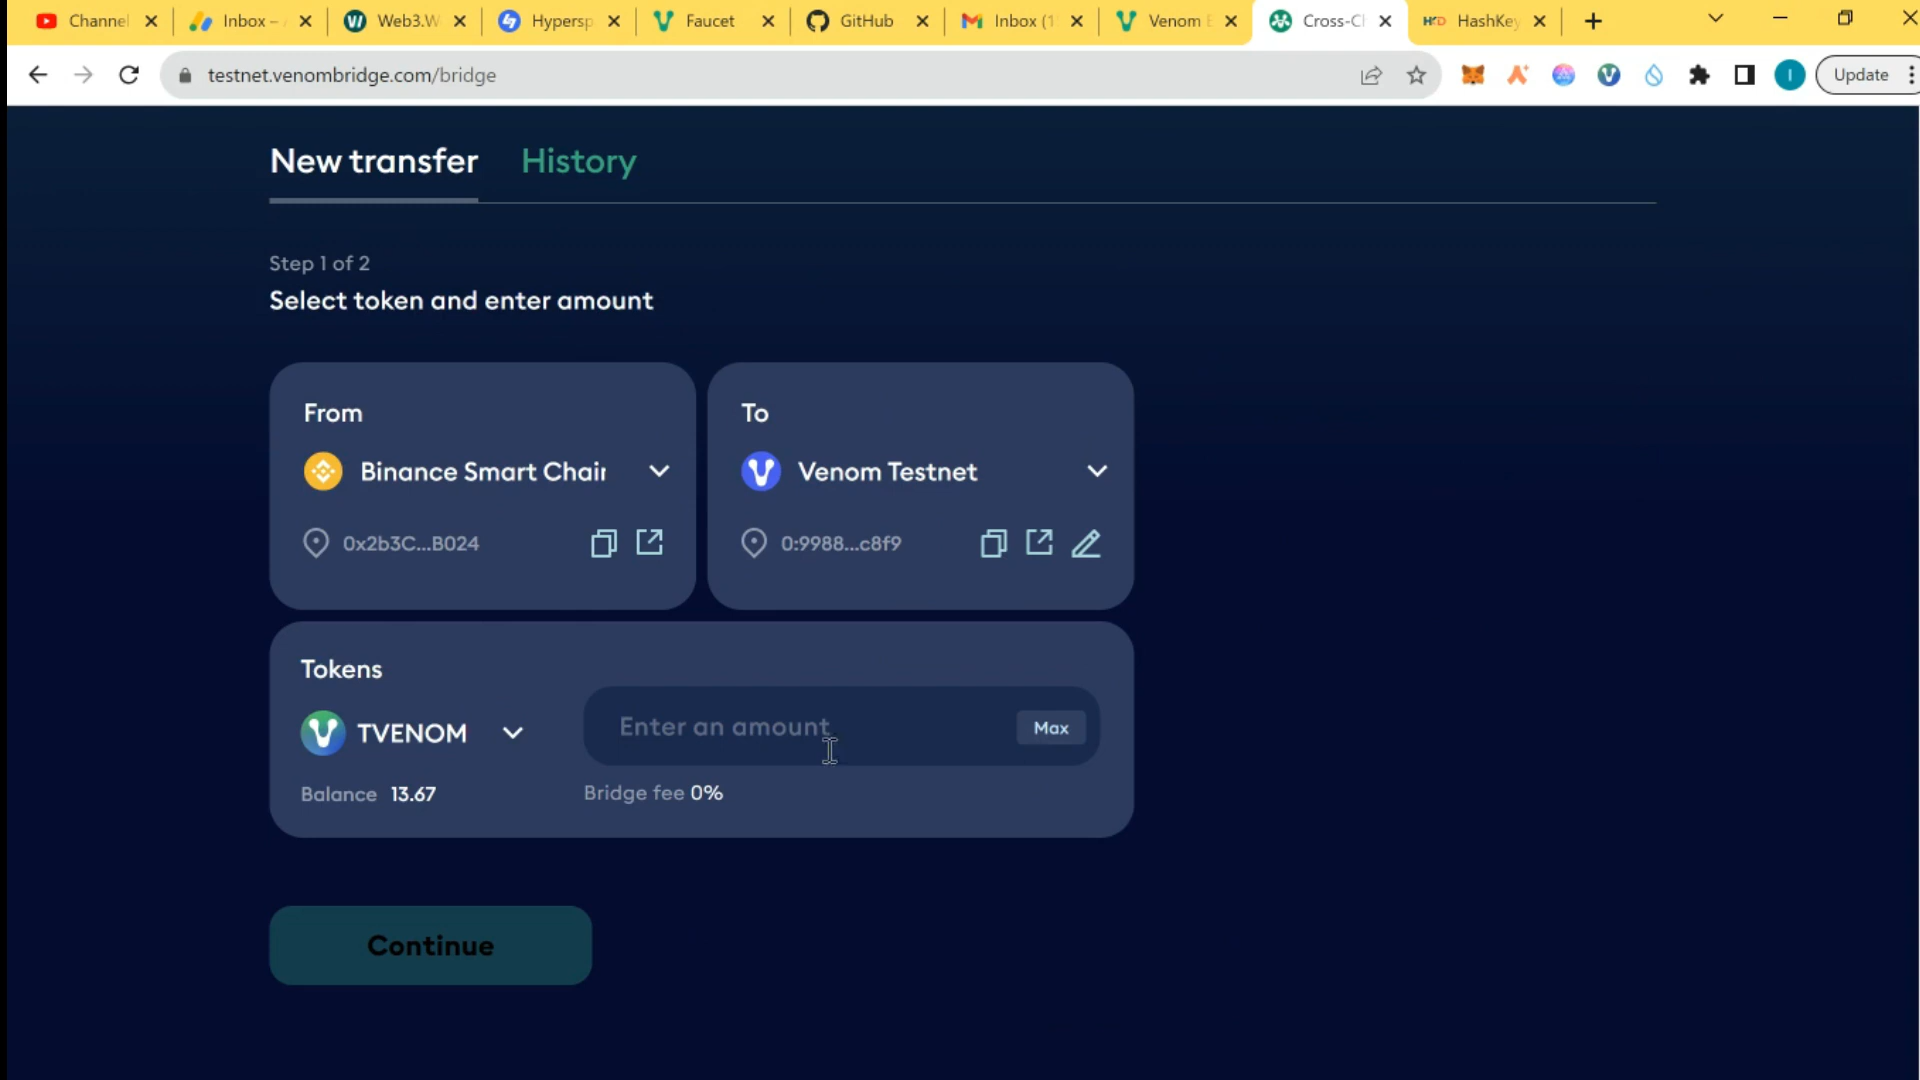 Channel
Inbox –
Web3.W
Hypersp
Faucet
GitHub
Inbox (1
Venom
Cross-C
HKD HashKey
testnet.venombridge.com/bridge
Update
New transfer
History
Step 1 of 2
Select token and enter amount
From
Binance Smart Chain
0x2b3C...B024
To
Venom Testnet
0:9988...c8f9
Tokens
TVENOM
Enter an amount
Max
Balance 13.67
Bridge fee 0%
Continue